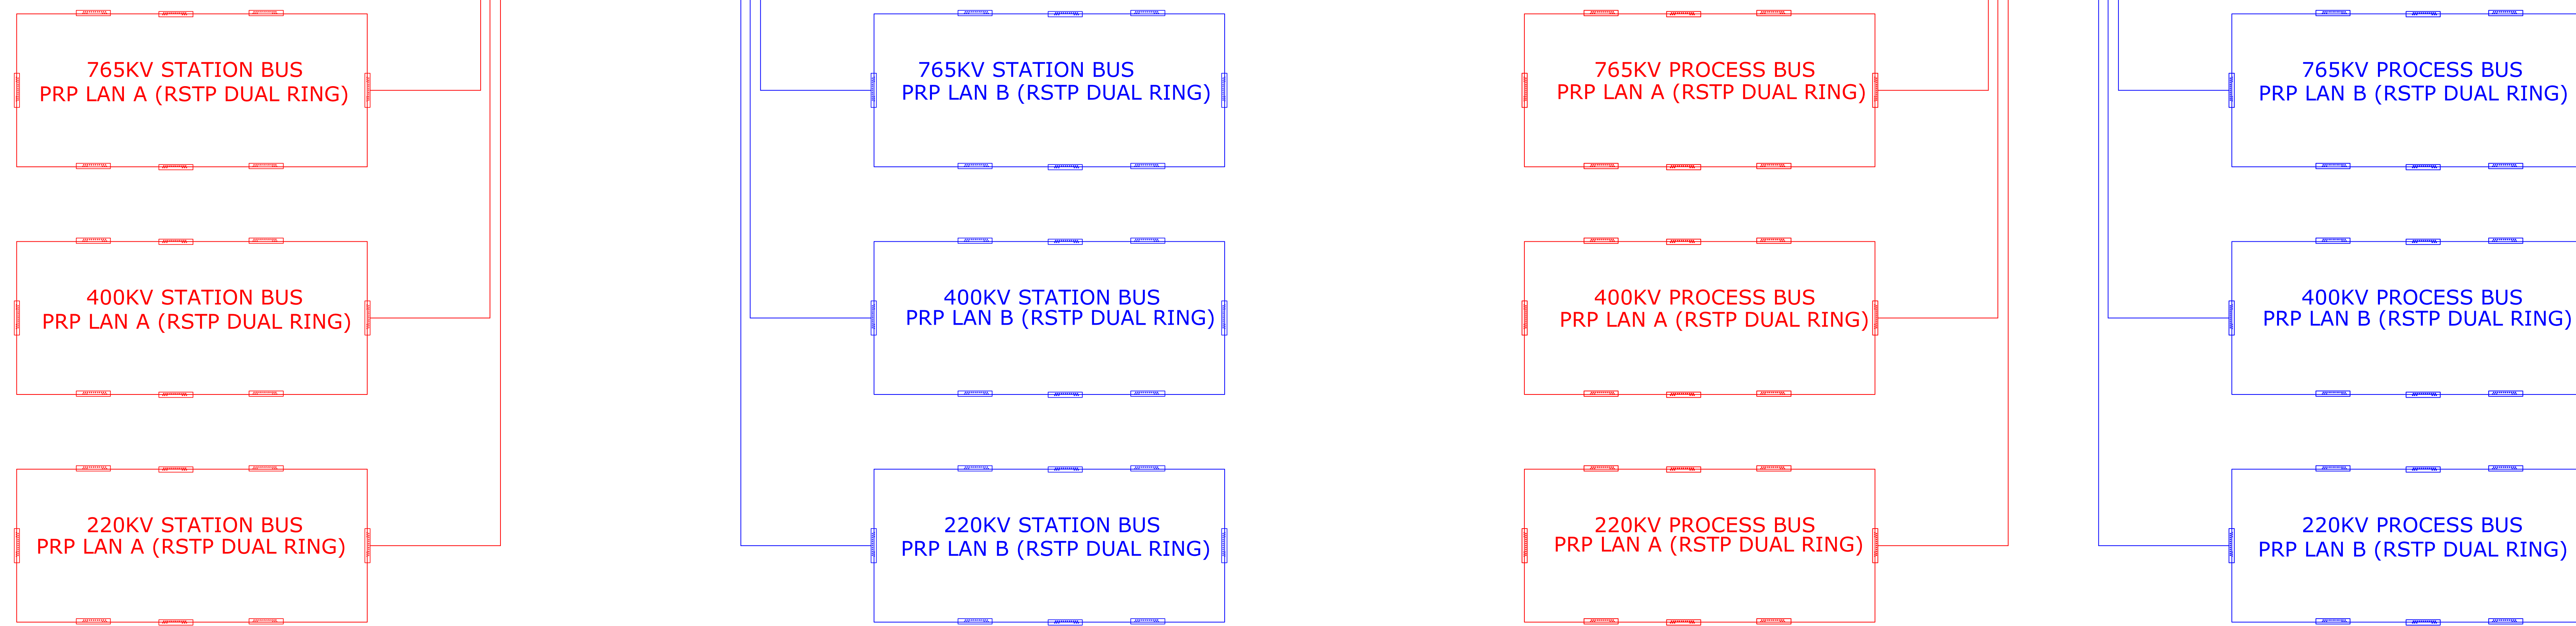 765KV STATION BUS
PRP LAN A (RSTP DUAL RING)
765KV STATION BUS
PRP LAN B (RSTP DUAL RING)
765KV PROCESS BUS
PRP LAN A (RSTP DUAL RING)
765KV PROCESS BUS
PRP LAN B (RSTP DUAL RING)
400KV STATION BUS
PRP LAN A (RSTP DUAL RING)
400KV STATION BUS
PRP LAN B (RSTP DUAL RING)
400KV PROCESS BUS
PRP LAN A (RSTP DUAL RING)
400KV PROCESS BUS
PRP LAN B (RSTP DUAL RING)
220KV STATION BUS
PRP LAN A (RSTP DUAL RING)
220KV STATION BUS
PRP LAN B (RSTP DUAL RING)
220KV PROCESS BUS
PRP LAN A (RSTP DUAL RING)
220KV PROCESS BUS
PRP LAN B (RSTP DUAL RING)